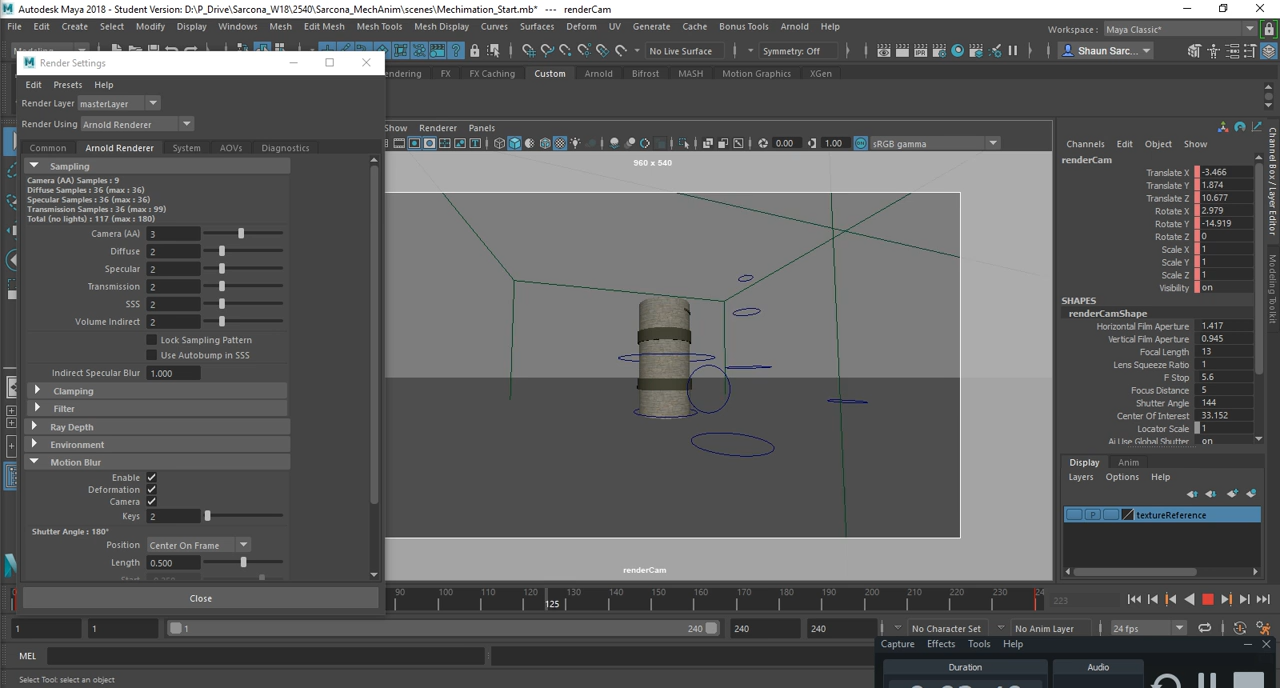 Autodesk Maya 2018 - Student Version: D:\P_Drive\Sarcona_W18\2540\Sarcona_MechAnim\scenes\Mechimation_Start.mb* --- renderCam
File Edit Create Select Modify Display Windows Mesh Edit Mesh Mesh Tools Mesh Display Curves Surfaces Deform UV Generate Cache Bonus Tools Arnold Help
Workspace : Maya Classic*
Modeling
No Live Surface
Symmetry: Off
Shaun Sarc...
Render Settings
Edit Presets Help
Render Layer masterLayer
Render Using Arnold Renderer
Common Arnold Renderer System AOVs Diagnostics
Sampling
Camera (AA) Samples : 9
Diffuse Samples : 36 (max : 36)
Specular Samples : 36 (max : 36)
Transmission Samples : 36 (max : 99)
Total (no lights) : 117 (max : 180)
Camera (AA) 3
Diffuse 2
Specular 2
Transmission 2
SSS 2
Volume Indirect 2
Lock Sampling Pattern
Use Autobump in SSS
Indirect Specular Blur 1.000
Clamping
Filter
Ray Depth
Environment
Motion Blur
Enable
Deformation
Camera
Keys 2
Shutter Angle : 180°
Position Center On Frame
Length 0.500
Close
FX FX Caching Custom Arnold Bifrost MASH Motion Graphics XGen
Show Renderer Panels
0.00 1.00 sRGB gamma
960 x 540
renderCam
Channels Edit Object Show
renderCam
Translate X -3.466
Translate Y 1.874
Translate Z 10.677
Rotate X 2.979
Rotate Y -14.919
Rotate Z 0
Scale X 1
Scale Y 1
Scale Z 1
Visibility on
SHAPES
renderCamShape
Horizontal Film Aperture 1.417
Vertical Film Aperture 0.945
Focal Length 13
Lens Squeeze Ratio 1
F Stop 5.6
Focus Distance 5
Shutter Angle 144
Center Of Interest 33.152
Locator Scale 1
Ai Use Global Shutter on
Channel Box / Layer Editor
Modeling Toolkit
Display Anim
Layers Options Help
P textureReference
90 100 110 120 130 140 150 160 170 180 190 200 210 220 230 24
125
223
1 1 1 240 240 240
No Character Set
No Anim Layer
24 fps
MEL
Select Tool: select an object
Capture Effects Tools Help
Duration
Audio